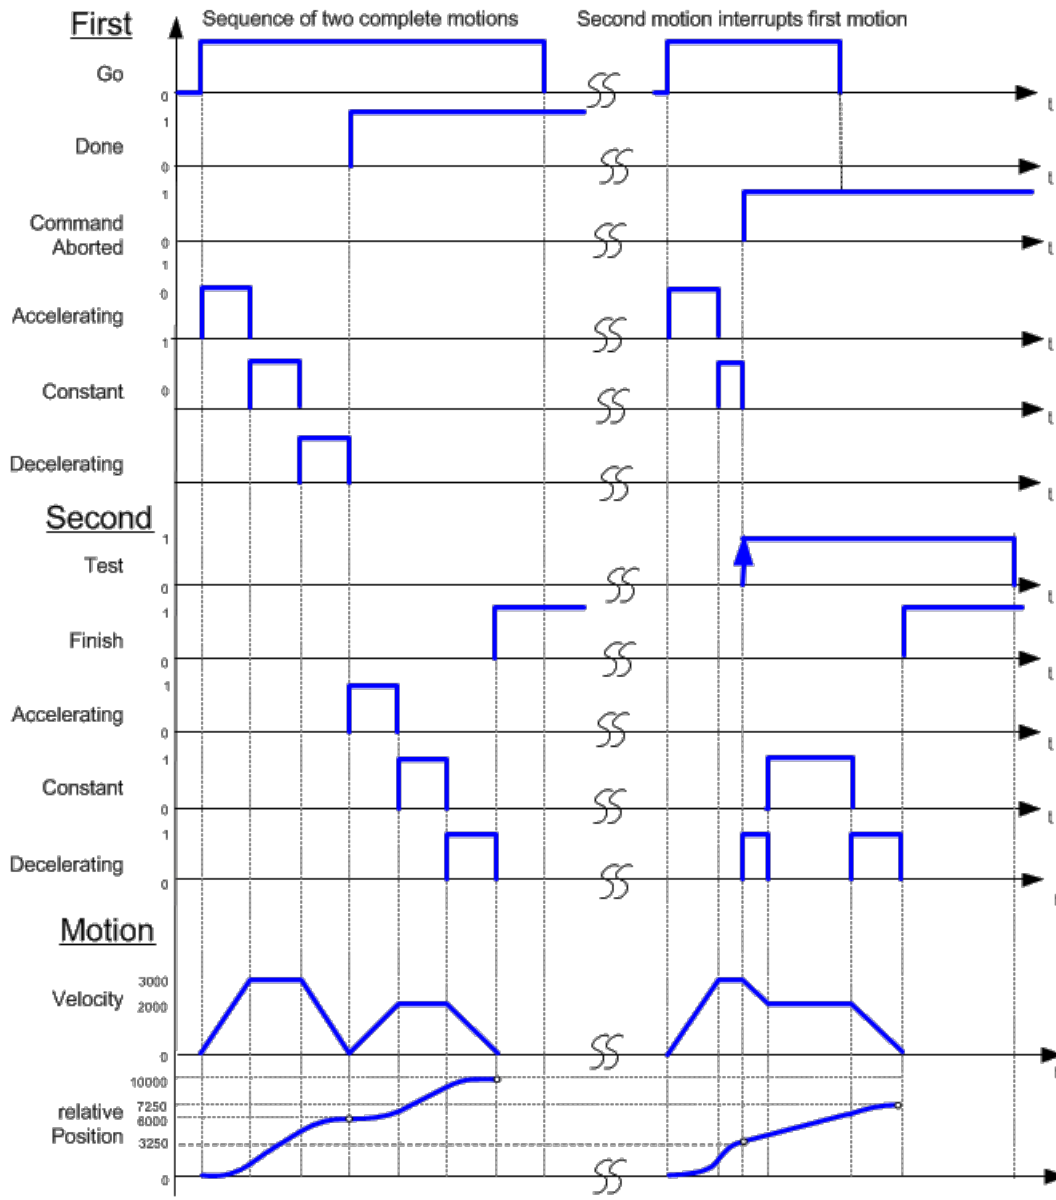 First
Sequence of two complete motions
Second motion interrupts first motion
Go
0
t
1
Done
0
t
1
Command
Aborted
0
t
1
0
Accelerating
1
t
Constant
0
t
Decelerating
t
Second
1
Test
0
t
1
Finish
0
t
1
Accelerating
0
t
1
Constant
0
t
1
Decelerating
0
Motion
3000
Velocity
2000
0
10000
7250
relative
6000
Position
3250
0